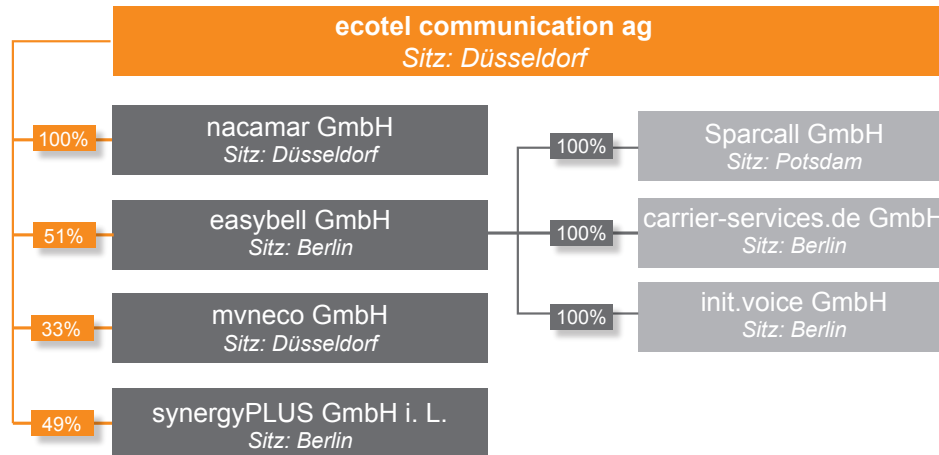 ecotel communication ag
Sitz: Düsseldorf
100%
nacamar GmbH
Sitz: Düsseldorf
51%
easybell GmbH
Sitz: Berlin
33%
mvneco GmbH
Sitz: Düsseldorf
49%
synergyPLUS GmbH i. L.
Sitz: Berlin
100%
Sparcall GmbH
Sitz: Potsdam
100%
carrier-services.de GmbH
Sitz: Berlin
100%
init.voice GmbH
Sitz: Berlin